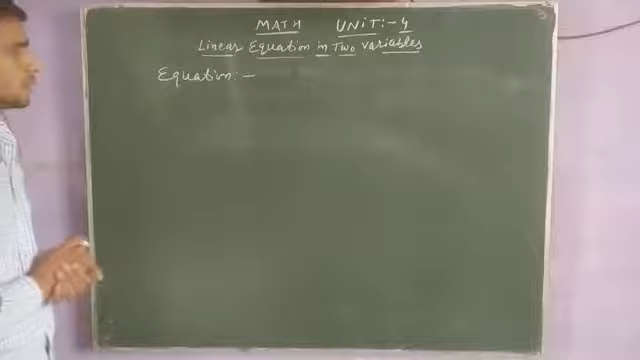 MATH UNIT:- 4
Linear Equation in Two Variables
Equation:-